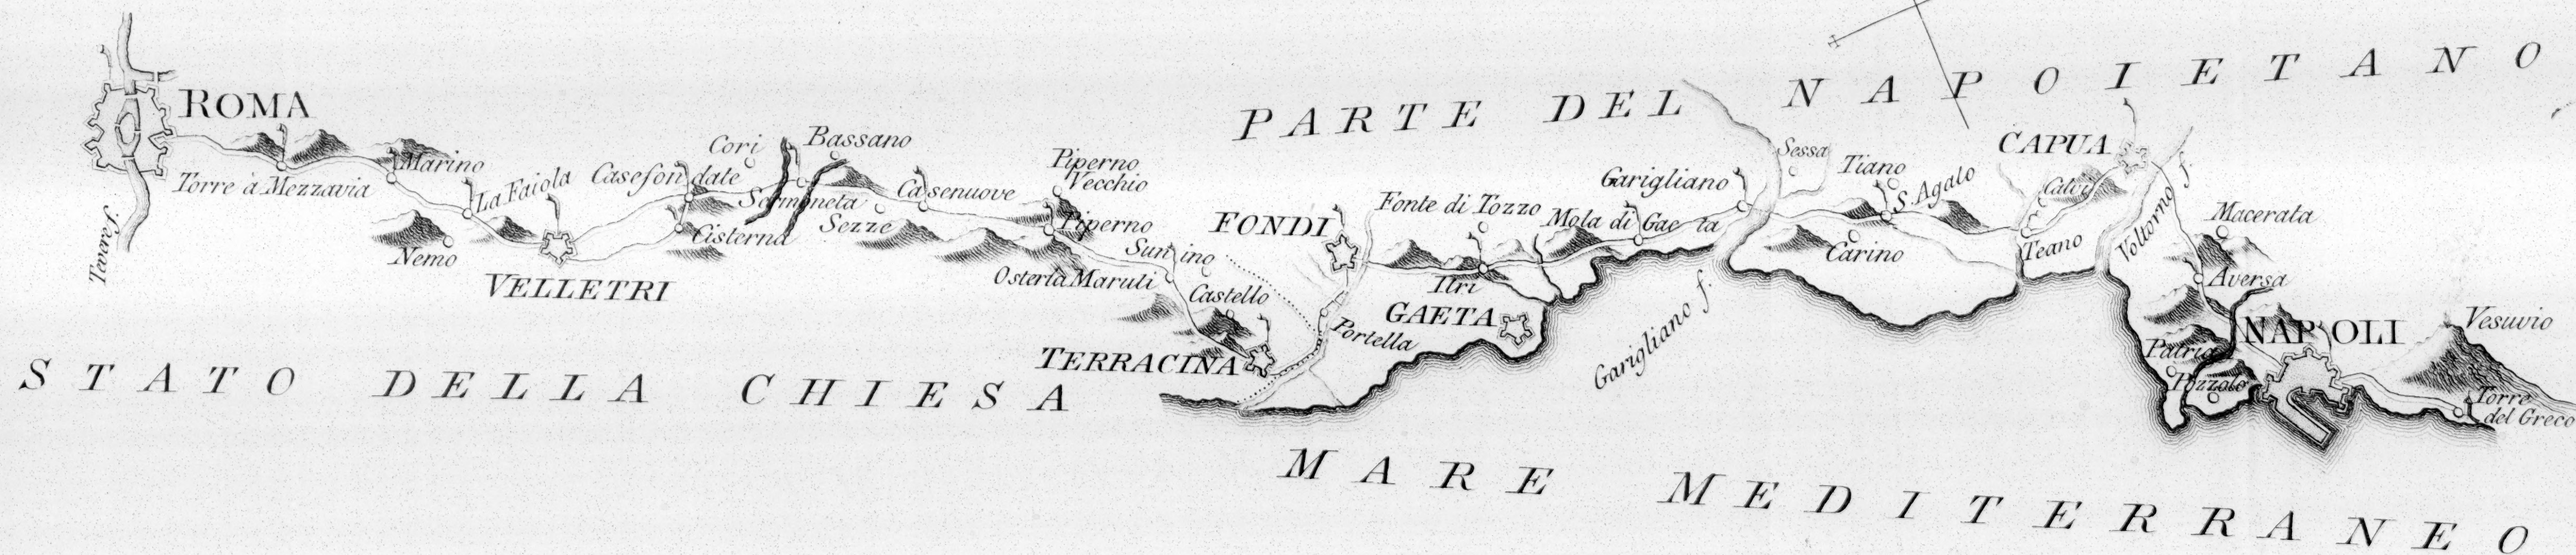 ROMA
Tevere f.
Torre à Mezzavia
Marino
La Faiola
Nemo
VELLETRI
Casefondate
Cori
Cisterna
Sermoneta
Bassano
Sezze
Casenuove
Piperno
Vecchio
Piperno
Sunino
Osteria Maruti
Castello
TERRACINA
STATO DELLA CHIESA
PARTE DEL NAPOIETANO
FONDI
Portella
Fonte di Tozzo
Itri
GAETA
Mola di Gaeta
Garigliano
Garigliano f.
Sessa
Tiano
S. Agato
Carino
CAPUA
Calvi
Teano
Voltorno f.
Macerata
Aversa
NAPOLI
Patria
Pozzolo
Vesuvio
Torre
del Greco
MARE MEDITERRANEO